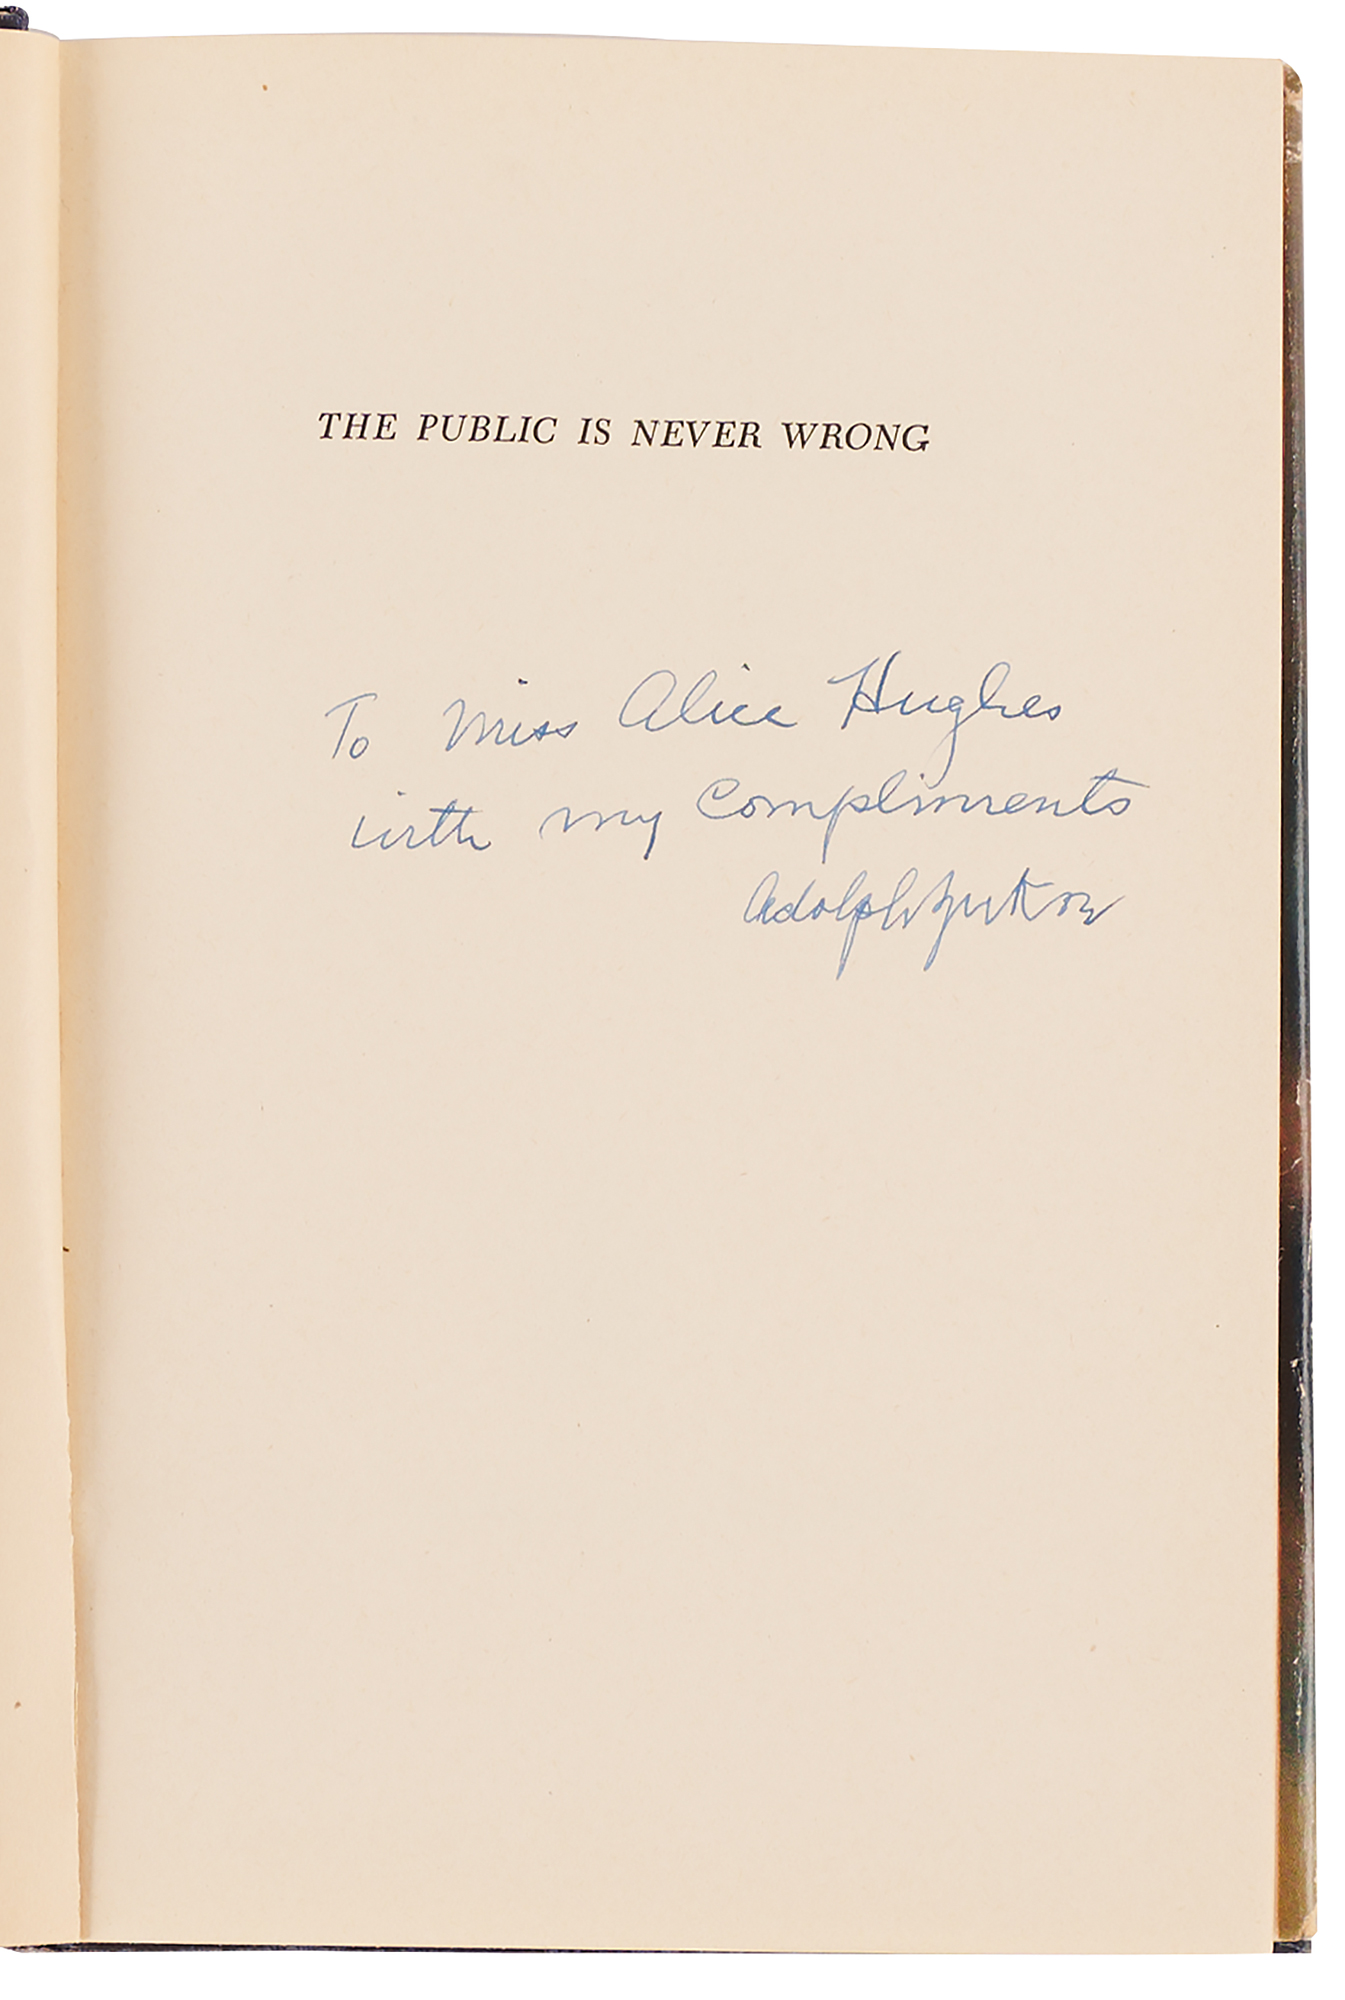 THE PUBLIC IS NEVER WRONG
To Miss Alice Hughes
with my Compliments
Adolph Zukor